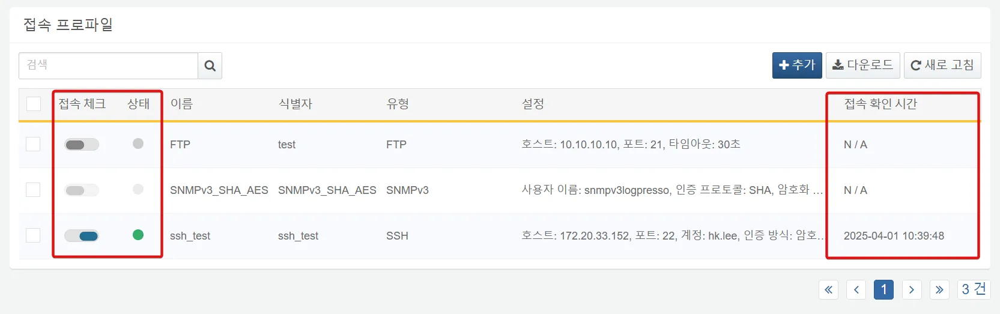 접속 프로파일
검색
추가 다운로드 새로 고침
접속 체크 상태 이름 식별자 유형 설정 접속 확인 시간
FTP test FTP 호스트: 10.10.10.10, 포트: 21, 타임아웃: 30초 N / A
SNMPv3_SHA_AES SNMPv3_SHA_AES SNMPv3 사용자 이름: snmpv3logpresso, 인증 프로토콜: SHA, 암호화 ... N / A
ssh_test ssh_test SSH 호스트: 172.20.33.152, 포트: 22, 계정: hk.lee, 인증 방식: 암호... 2025-04-01 10:39:48
« ‹ 1 › » 3 건